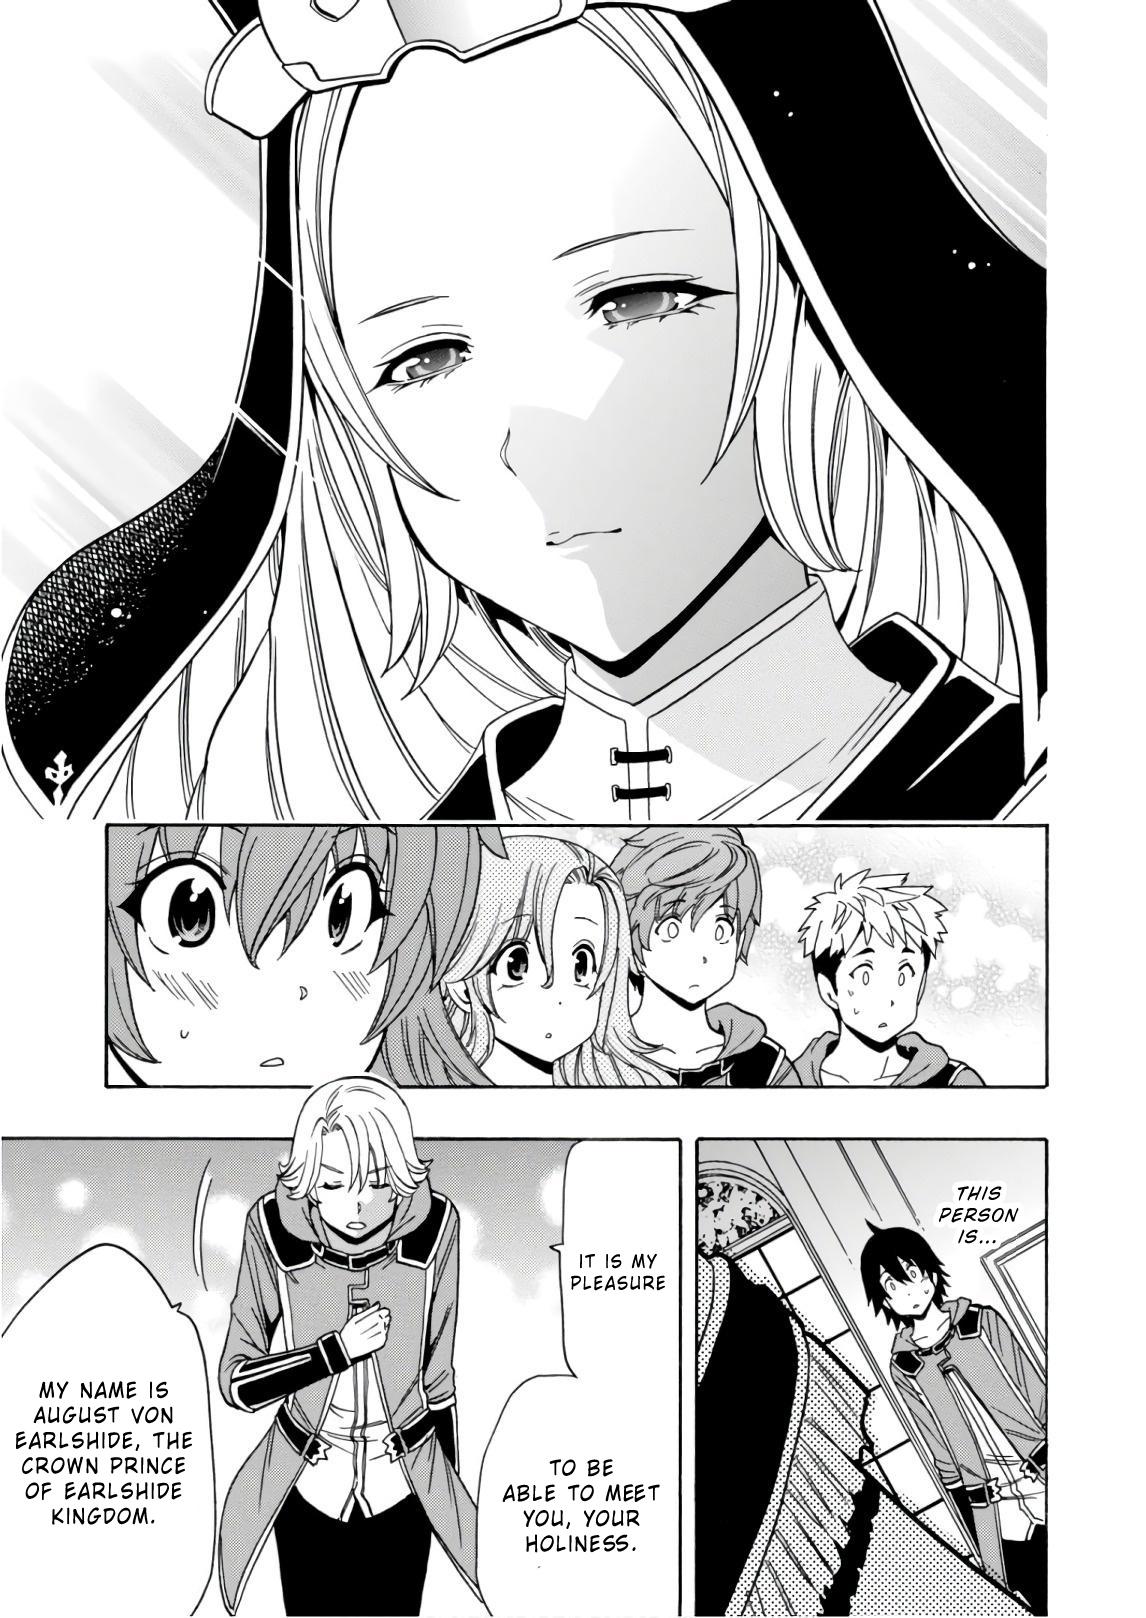 THIS
PERSON
IS...
IT IS MY
PLEASURE
TO BE
ABLE TO MEET
YOU, YOUR
HOLINESS.
MY NAME IS
AUGUST VON
EARLSHIDE, THE
CROWN PRINCE
OF EARLSHIDE
KINGDOM.